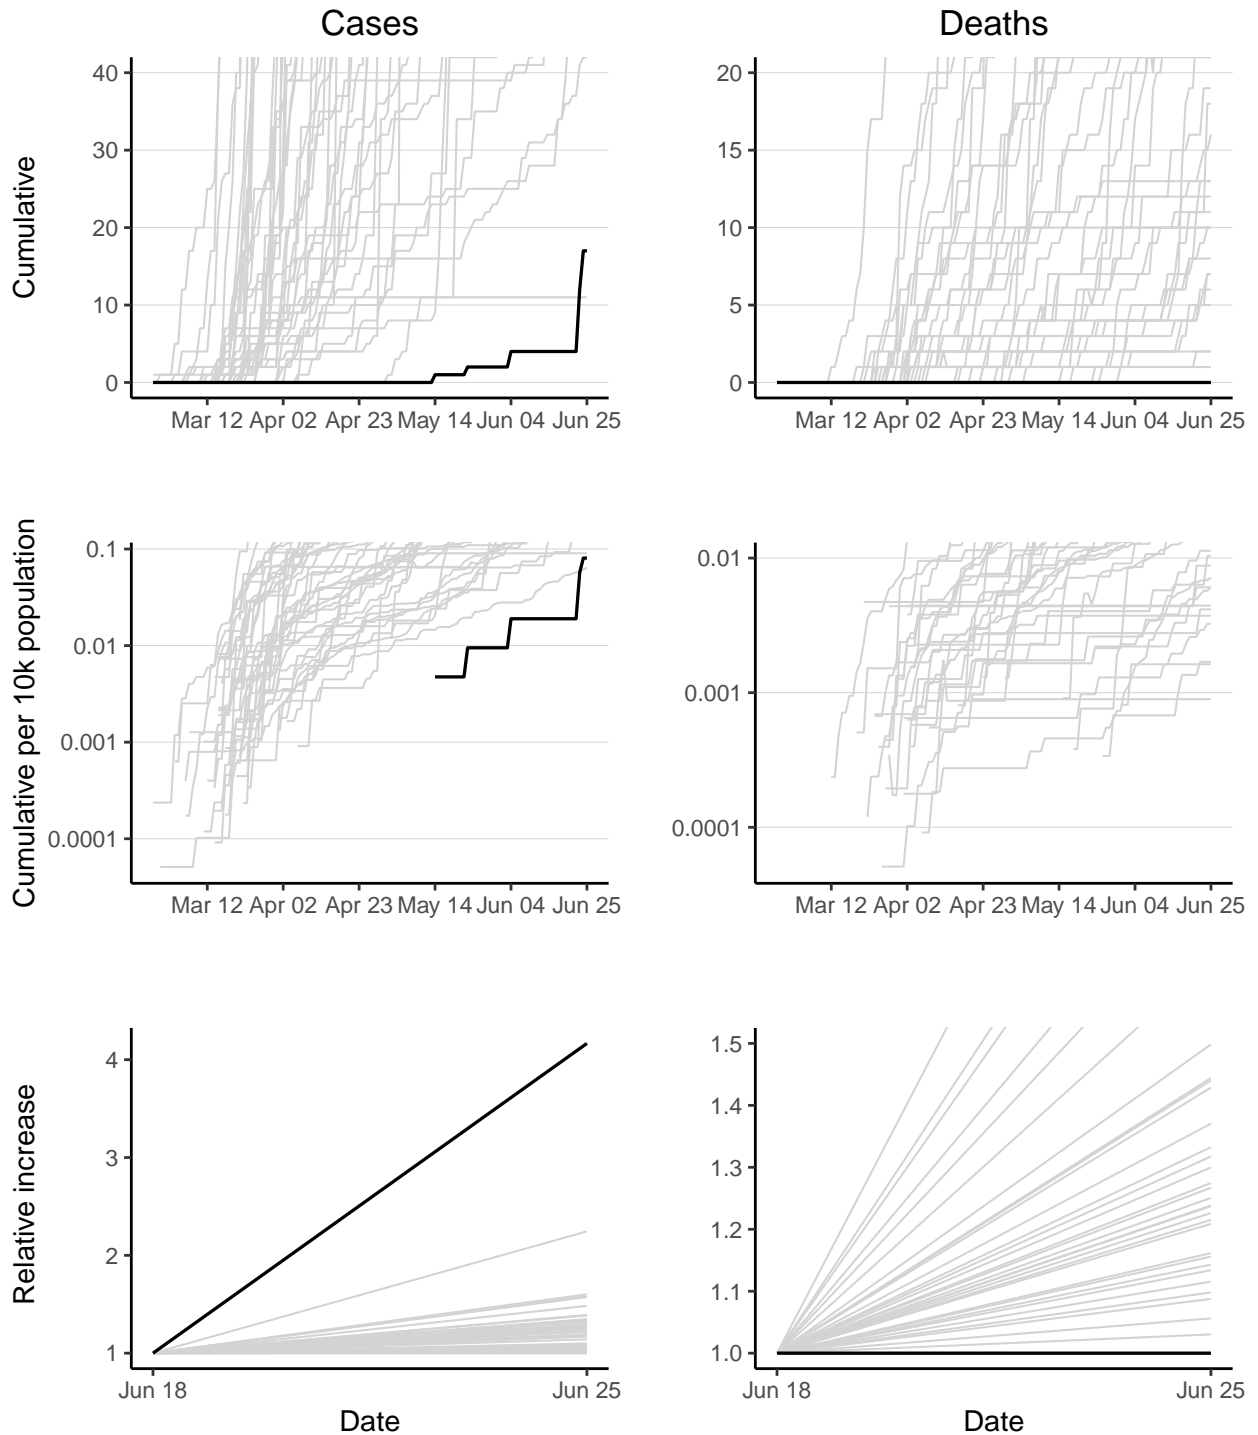 Cases
Deaths
Cumulative
40
30
20
10
0
Mar 12 Apr 02 Apr 23 May 14 Jun 04 Jun 25
20
15
10
5
0
Mar 12 Apr 02 Apr 23 May 14 Jun 04 Jun 25
Cumulative per 10k population
0.1
0.01
0.001
0.0001
Mar 12 Apr 02 Apr 23 May 14 Jun 04 Jun 25
0.01
0.001
0.0001
Mar 12 Apr 02 Apr 23 May 14 Jun 04 Jun 25
Relative increase
4
3
2
1
Jun 18 Jun 25
Date
1.5
1.4
1.3
1.2
1.1
1.0
Jun 18 Jun 25
Date